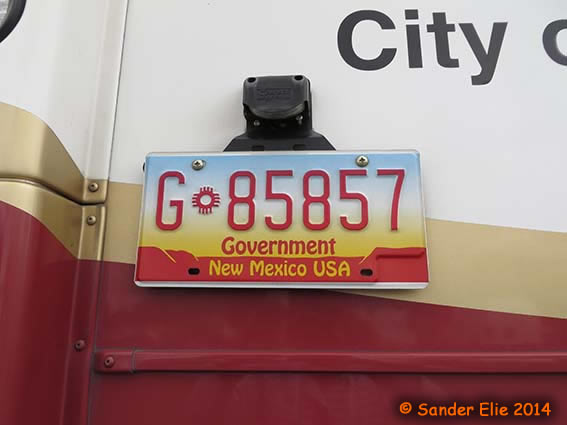 City
G 85857
Government
New Mexico USA
© Sander Elie 2014